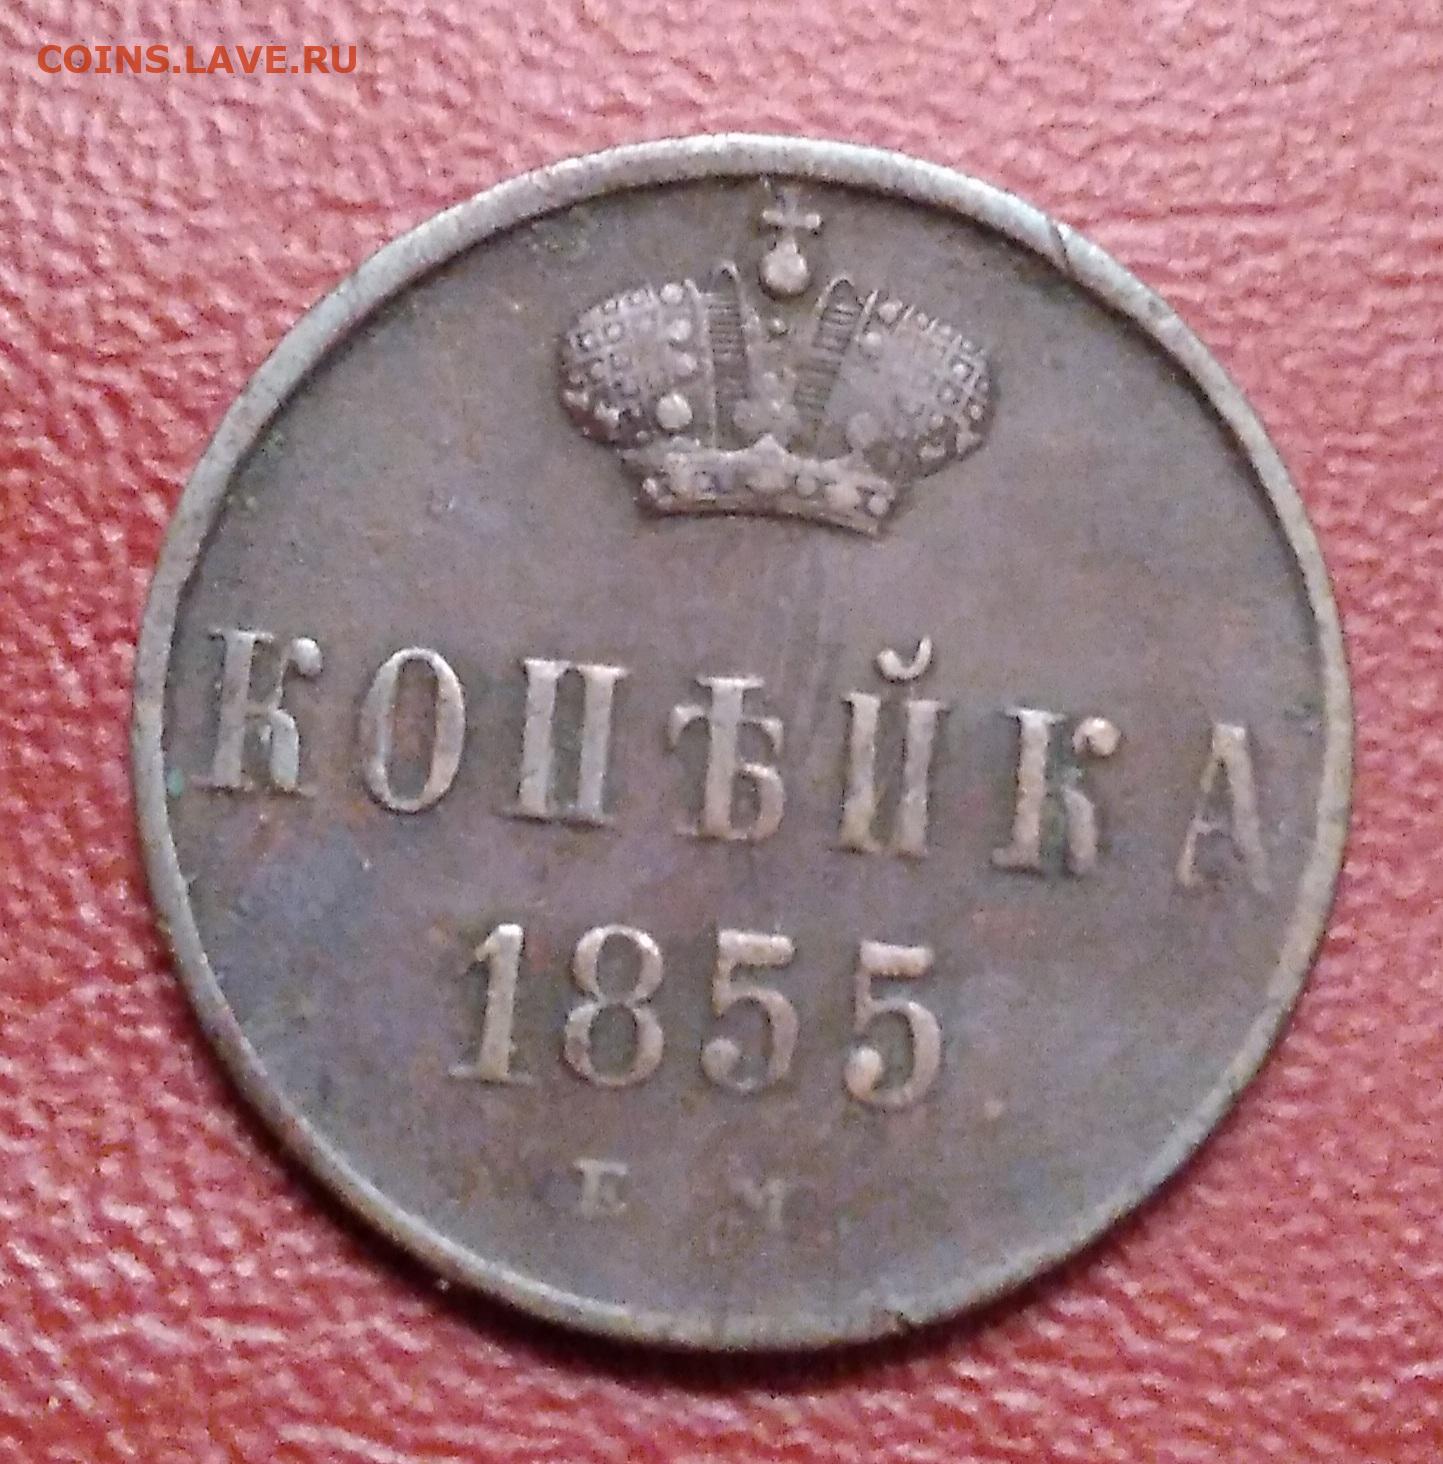 COINS.LAVE.RU
КОПѢЙКА
1855
Е М